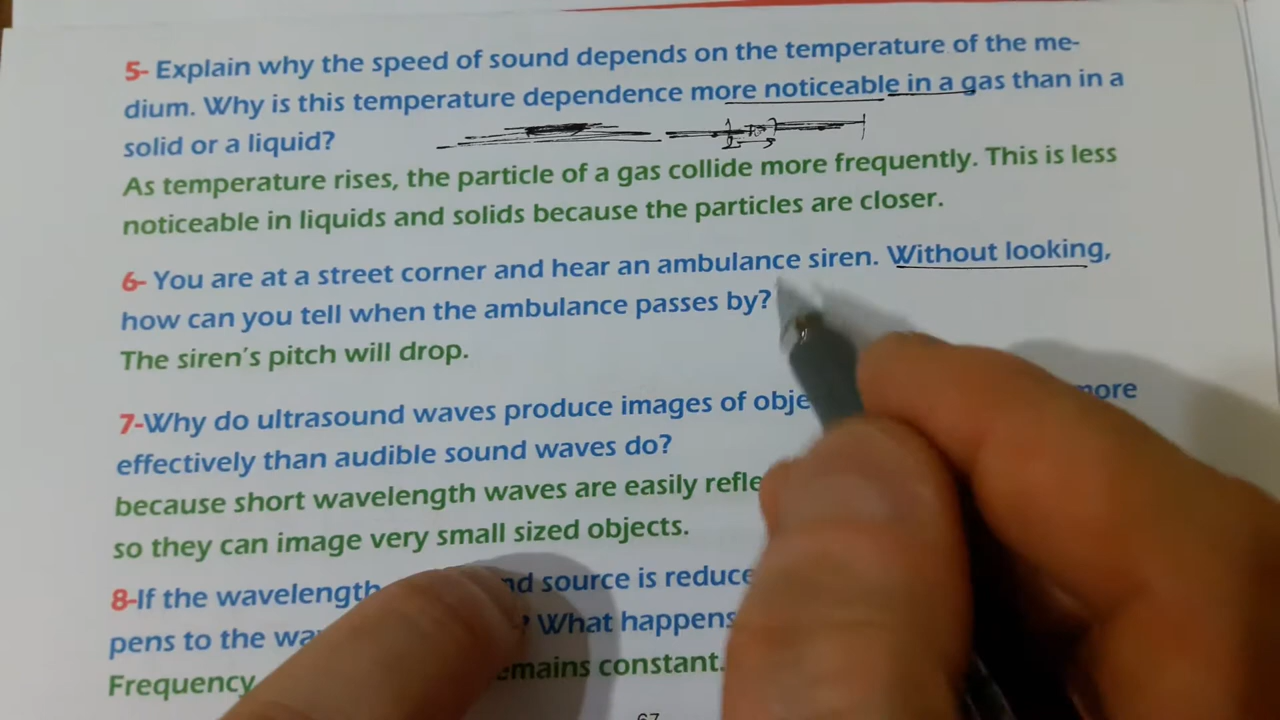 5- Explain why the speed of sound depends on the temperature of the me-
dium. Why is this temperature dependence more noticeable in a gas than in a
solid or a liquid?
As temperature rises, the particle of a gas collide more frequently. This is less
noticeable in liquids and solids because the particles are closer.
6- You are at a street corner and hear an ambulance siren. Without looking,
how can you tell when the ambulance passes by?
The siren's pitch will drop.
7-Why do ultrasound waves produce images of more
effectively than audible sound waves do?
because short wavelength waves are easily
so they can image very small sized objects.
8-If the wavelength source is
pens to the What happens
Frequency constant.
67